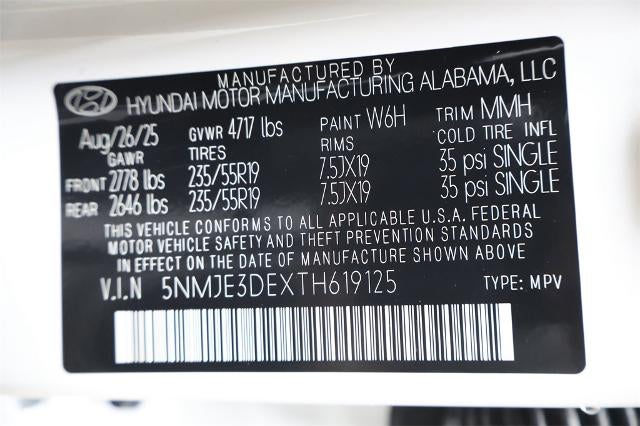 MANUFACTURED BY
HYUNDAI MOTOR MANUFACTURING ALABAMA, LLC
Aug/26/25 GVWR 4,717 lbs PAINT W6H TRIM MMH
GAWR TIRES RIMS COLD TIRE INFL
FRONT 2778 lbs 235/55R19 7.5JX19 35 psi SINGLE
REAR 2646 lbs 235/55R19 7.5JX19 35 psi SINGLE
THIS VEHICLE CONFORMS TO ALL APPLICABLE U.S.A. FEDERAL
MOTOR VEHICLE SAFETY AND THEFT PREVENTION STANDARDS
IN EFFECT ON THE DATE OF MANUFACTURE SHOWN ABOVE
V.I.N 5NMJE3DEXTH619125 TYPE: MPV